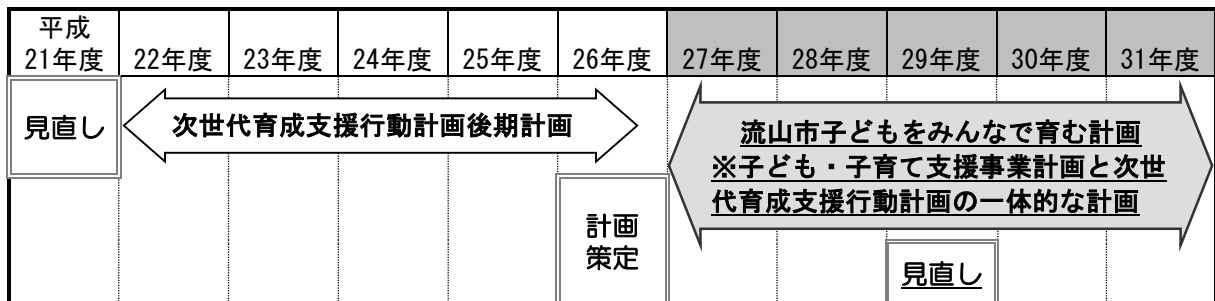 平成
21年度 22年度 23年度 24年度 25年度 26年度 27年度 28年度 29年度 30年度 31年度
見直し
次世代育成支援行動計画後期計画
流山市子どもをみんなで育む計画
※子ども・子育て支援事業計画と次世
代育成支援行動計画の一体的な計画
計画
策定
見直し